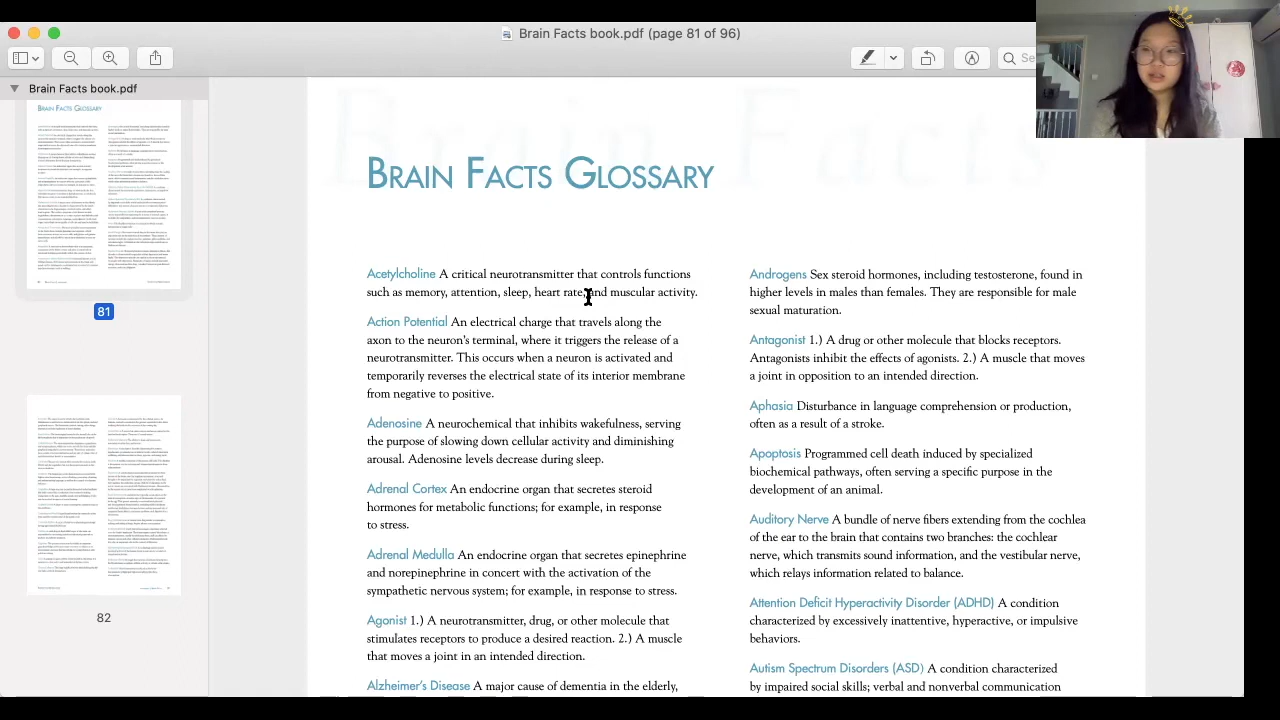 Brain Facts book.pdf (page 81 of 96)
Se
Brain Facts book.pdf
BRAIN FACTS GLOSSARY
81
82
BRAIN FACTS GLOSSARY
Acetylcholine A critical neurotransmitter that controls functions
such as memory, attention, sleep, heart rate, and muscular activity.
Action Potential An electrical charge that travels along the
axon to the neuron's terminal, where it triggers the release of a
neurotransmitter. This occurs when a neuron is activated and
temporarily reverses the electrical state of its interior membrane
from negative to positive.
Adenosine A neurochemical that inhibits wakefulness, serving
the purpose of slowing down cellular activity and diminishing
arousal. Adenosine levels decrease during sleep.
Adrenal Cortex An endocrine organ that secretes steroid
hormones for metabolic functions; for example, in response
to stress.
Adrenal Medulla An endocrine organ that secretes epinephrine
and norepinephrine in concert with the activation of the
sympathetic nervous system; for example, in response to stress.
Agonist 1.) A neurotransmitter, drug, or other molecule that
stimulates receptors to produce a desired reaction. 2.) A muscle
that moves a joint in an intended direction.
Alzheimer's Disease A major cause of dementia in the elderly,
Androgens Sex steroid hormones, including testosterone, found in
higher levels in males than females. They are responsible for male
sexual maturation.
Antagonist 1.) A drug or other molecule that blocks receptors.
Antagonists inhibit the effects of agonists. 2.) A muscle that moves
a joint in opposition to an intended direction.
Aphasia Disturbance in language comprehension or production,
often as a result of a stroke.
Apoptosis Programmed cell death induced by specialized
biochemical pathways, often serving a specific purpose in the
development of an animal.
Auditory Nerve A bundle of nerve fibers extending from the cochlea
of the ear to the brain that contains two branches: the cochlear
nerve, which transmits sound information, and the vestibular nerve,
which relays information related to balance.
Attention Deficit Hyperactivity Disorder (ADHD) A condition
characterized by excessively inattentive, hyperactive, or impulsive
behaviors.
Autism Spectrum Disorders (ASD) A condition characterized
by impaired social skills; verbal and nonverbal communication